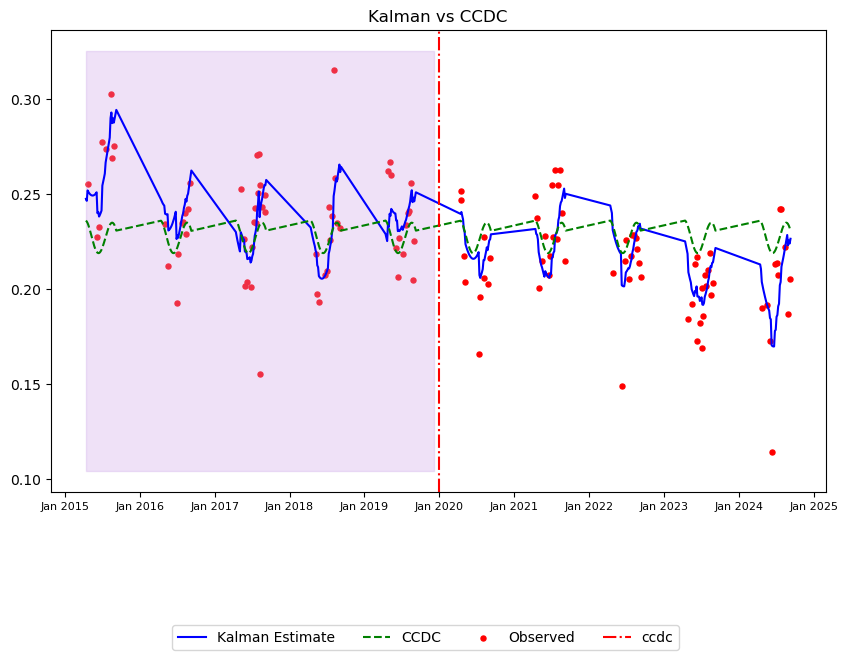 Kalman vs CCDC
0.30
0.25
0.20
0.15
0.10
Jan 2015 Jan 2016 Jan 2017 Jan 2018 Jan 2019 Jan 2020 Jan 2021 Jan 2022 Jan 2023 Jan 2024 Jan 2025
Kalman Estimate CCDC Observed ccdc